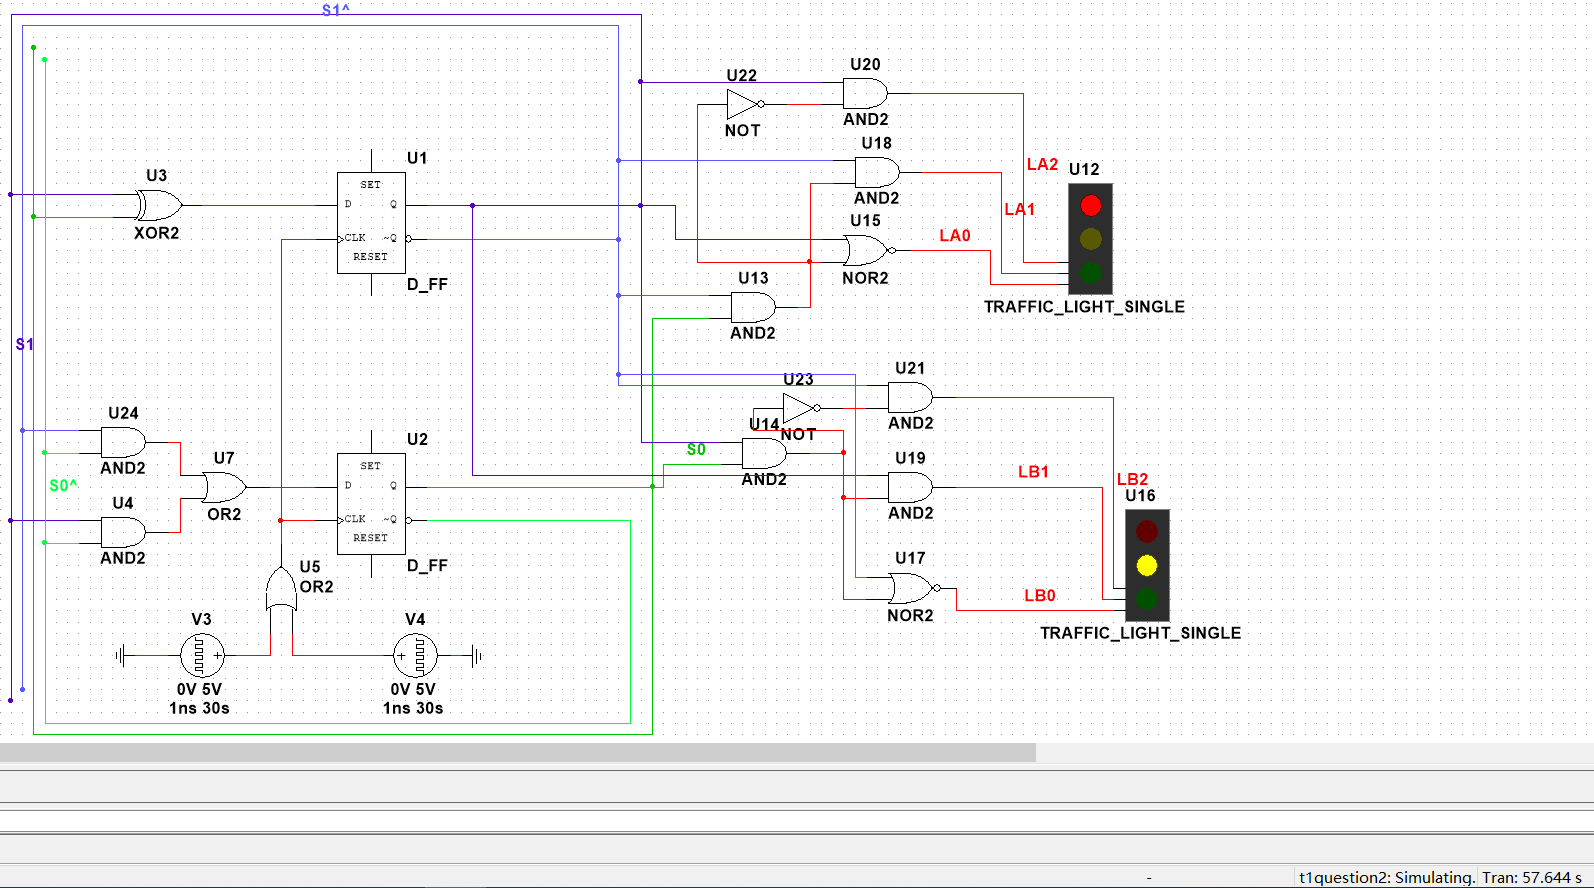 S1^
U22
U20
NOT
AND2
U18
U1
LA2
U12
U3
SET
D
Q
AND2
U15
LA1
XOR2
CLK
~Q
RESET
LA0
D_FF
U13
NOR2
TRAFFIC_LIGHT_SINGLE
AND2
S1
U23
U21
U24
U14
NOT
AND2
U2
S0
AND2
U7
SET
U19
LB1
LB2
S0^
D
Q
AND2
U16
U4
OR2
CLK
~Q
AND2
RESET
AND2
D_FF
U17
U5
OR2
LB0
V3
V4
NOR2
TRAFFIC_LIGHT_SINGLE
+
+
0V 5V
0V 5V
1ns 30s
1ns 30s
- t1question2: Simulating. Tran: 57.644 s